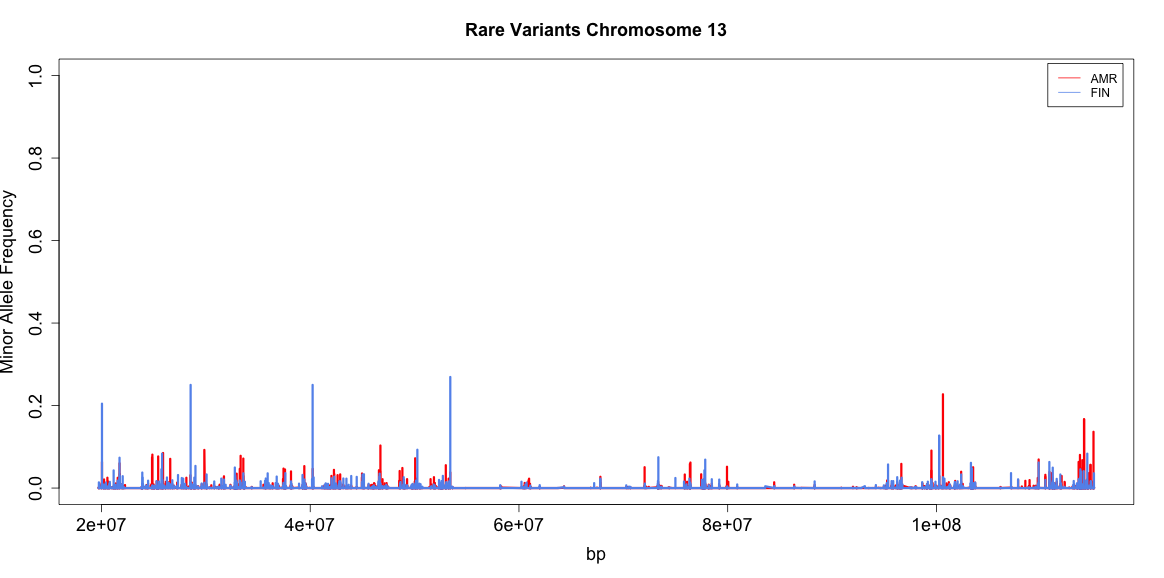 Rare Variants Chromosome 13
AMR
FIN
1.0
0.8
0.6
0.4
0.2
0.0
Minor Allele Frequency
2e+07 4e+07 6e+07 8e+07 1e+08
bp